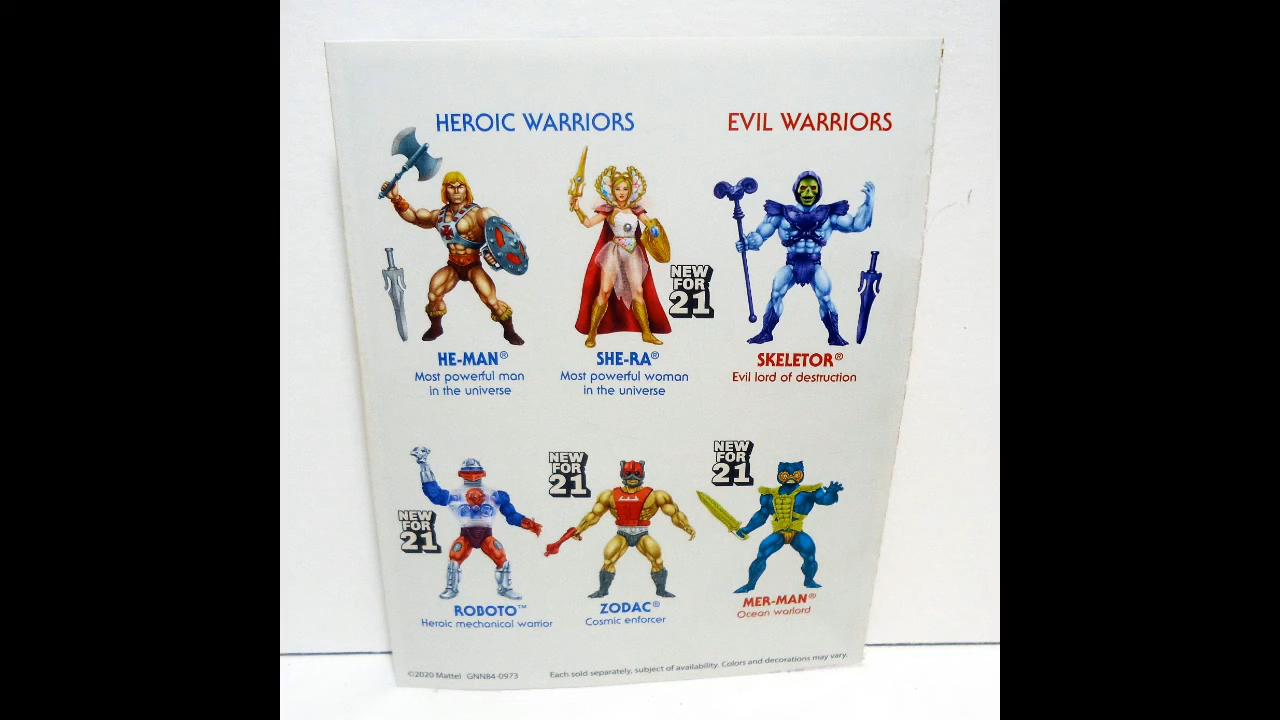 HEROIC WARRIORS
EVIL WARRIORS
NEW
FOR
21
HE-MAN®
Most powerful man
in the universe
SHE-RA®
Most powerful woman
in the universe
SKELETOR®
Evil lord of destruction
NEW
FOR
21
NEW
FOR
21
NEW
FOR
21
ROBOTO™
Heroic mechanical warrior
ZODAC®
Cosmic enforcer
MER-MAN®
Ocean warlord
©2020 Mattel GNN84-0973
Each sold separately, subject of availability. Colors and decorations may vary.